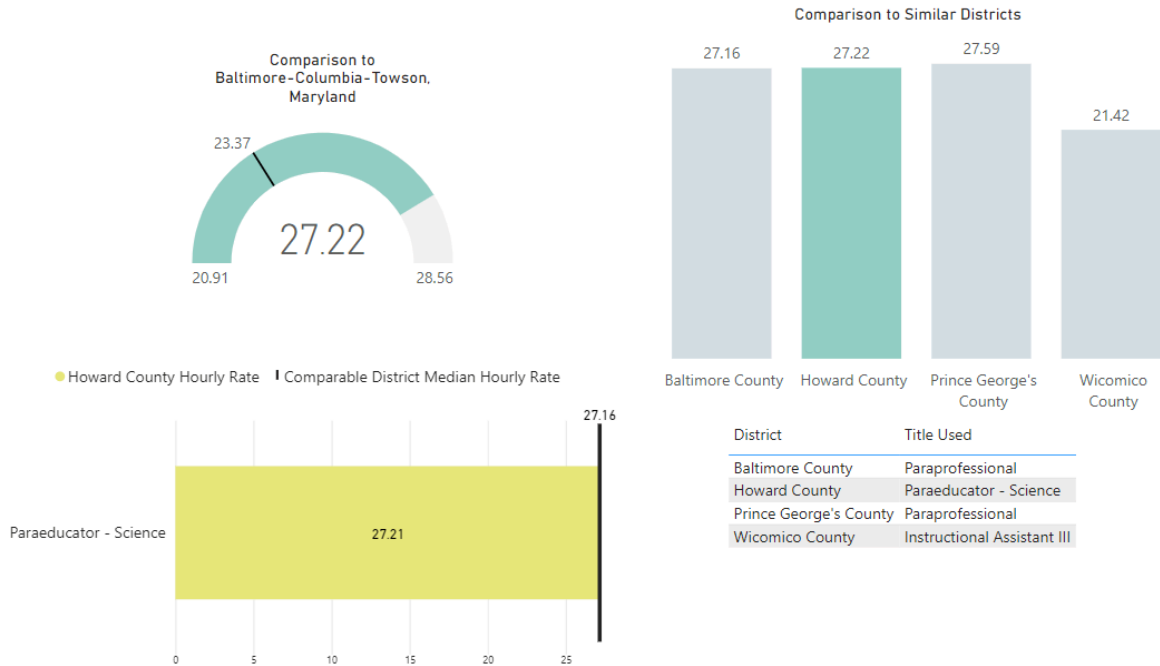 Comparison to
Baltimore-Columbia-Towson,
Maryland
23.37
27.22
20.91
28.56
Comparison to Similar Districts
27.16
27.22
27.59
21.42
Baltimore County
Howard County
Prince George's
County
Wicomico
County
Howard County Hourly Rate
Comparable District Median Hourly Rate
27.16
Paraeducator - Science
27.21
0
5
10
15
20
25
District Title Used
Baltimore County Paraprofessional
Howard County Paraeducator - Science
Prince George's County Paraprofessional
Wicomico County Instructional Assistant III